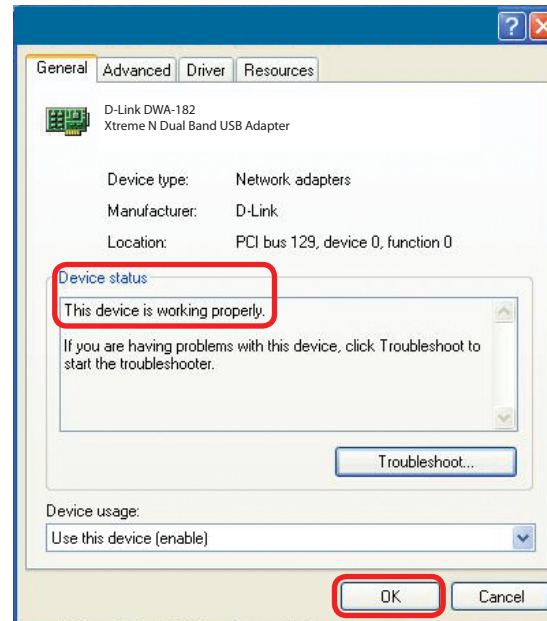 ?
General Advanced Driver Resources
D-Link DWA-182
Xtreme N Dual Band USB Adapter
Device type: Network adapters
Manufacturer: D-Link
Location: PCI bus 129, device 0, function 0
Device status
This device is working properly.
If you are having problems with this device, click Troubleshoot to
start the troubleshooter.
Troubleshoot...
Device usage:
Use this device (enable)
OK Cancel